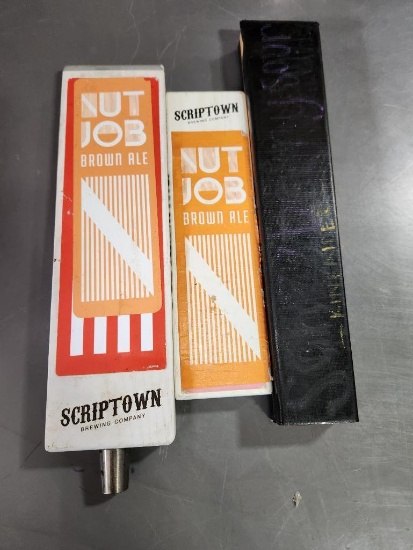 NUT
JOB
BROWN ALE
SCRIPTOWN
BREWING COMPANY
SCRIPTOWN
BREWING COMPANY
NUT
JOB
BROWN ALE